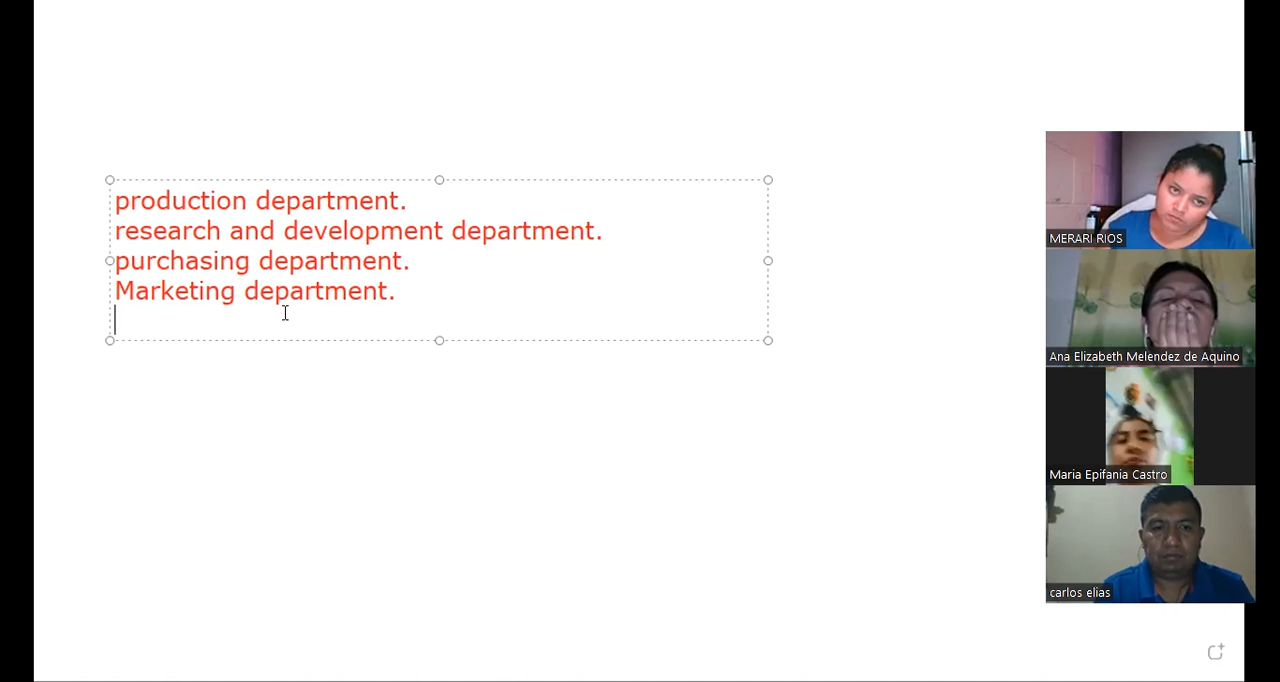 production department.
research and development department.
purchasing department.
Marketing department.
MERARI RIOS
Ana Elizabeth Melendez de Aquino
Maria Epifania Castro
carlos elias